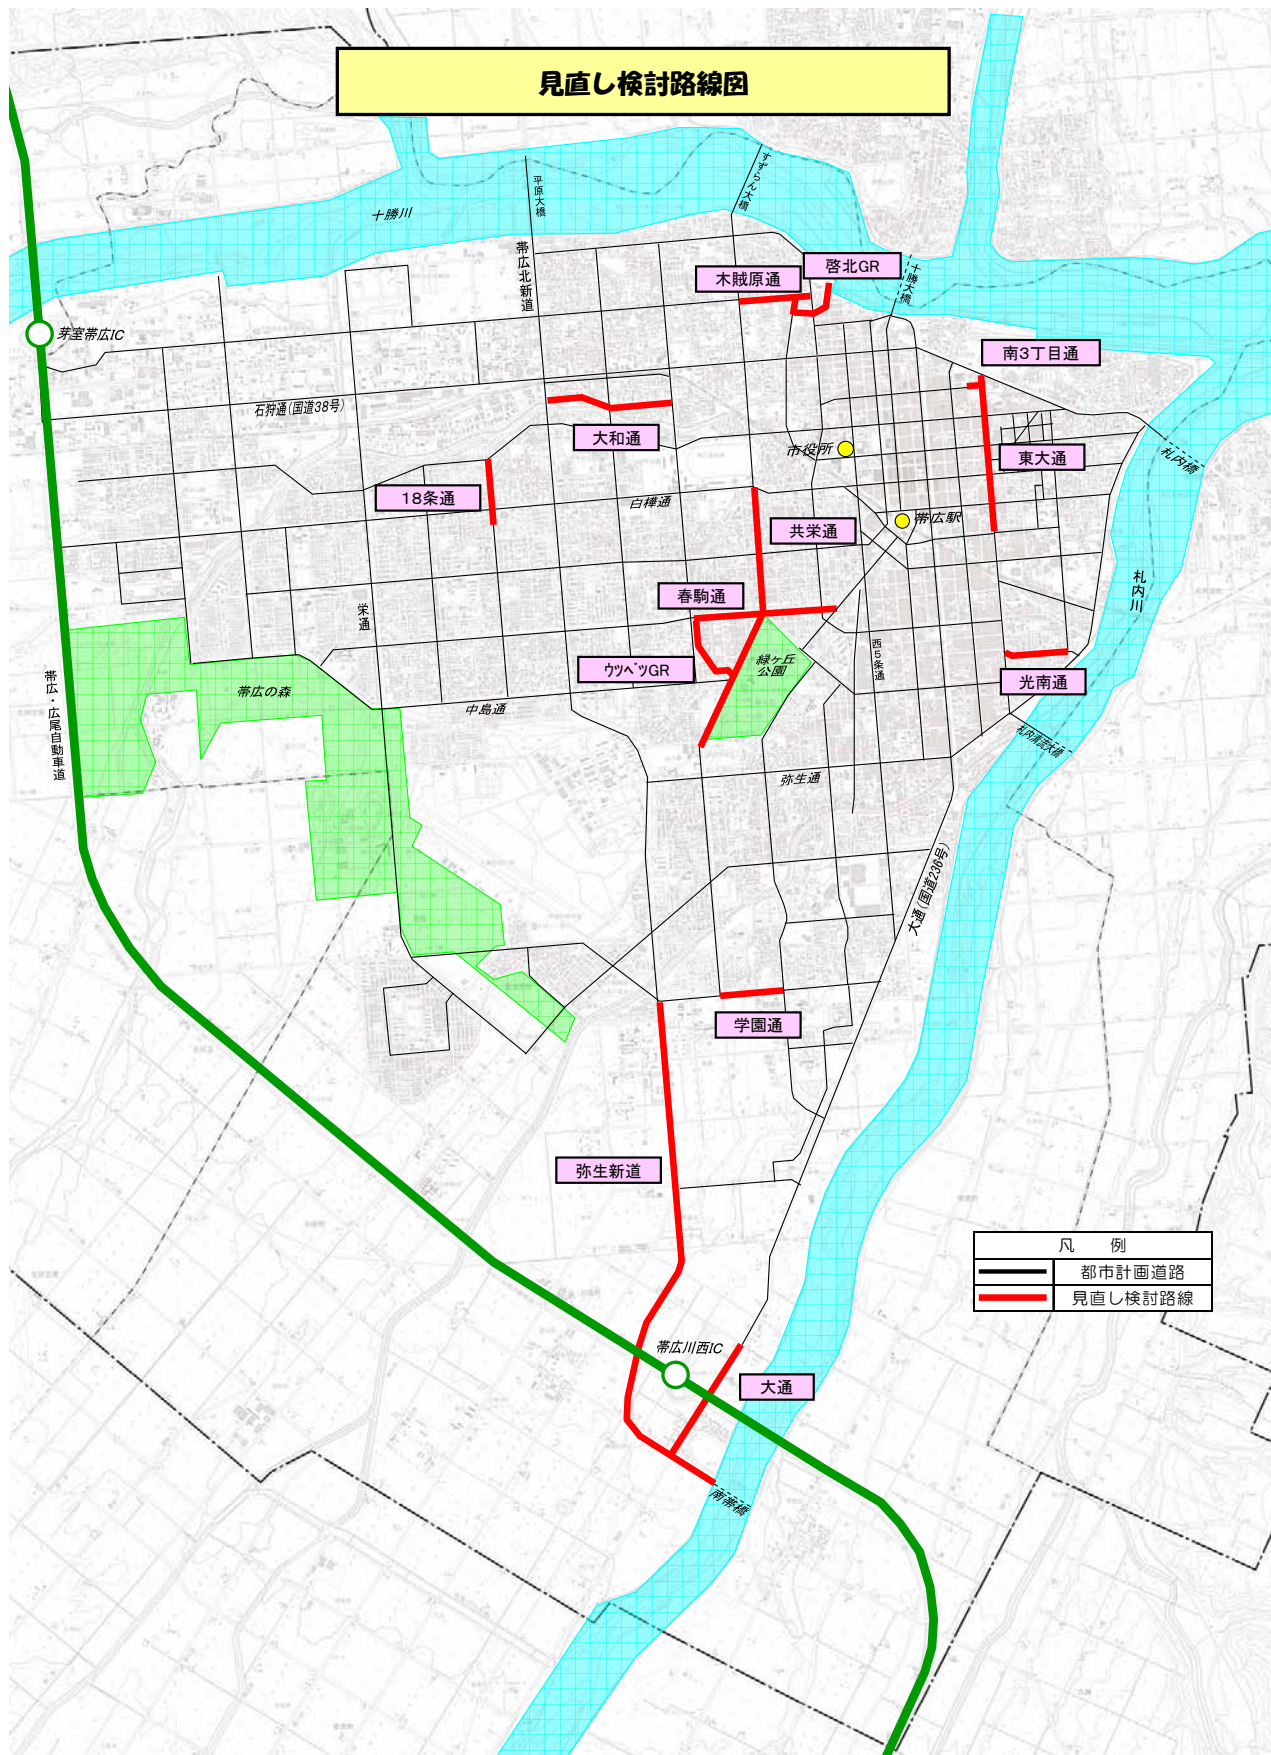 見直し検討路線図
すずらん大橋
平原大橋
十勝川
帯広北新道
木賊原通
啓北GR
十勝大橋
芽室帯広IC
南3丁目通
石狩通(国道38号)
大和通
市役所
東大通
札内橋
18条通
白樺通
共栄通
帯広駅
春駒通
札内川
栄通
ウツベツGR
緑ヶ丘
公園
西5条通
光南通
帯広の森
中島通
帯広・広尾自動車道
札内清流大橋
弥生通
大通(国道236号)
学園通
弥生新道
凡 例
都市計画道路
見直し検討路線
帯広川西IC
大通
南帯橋